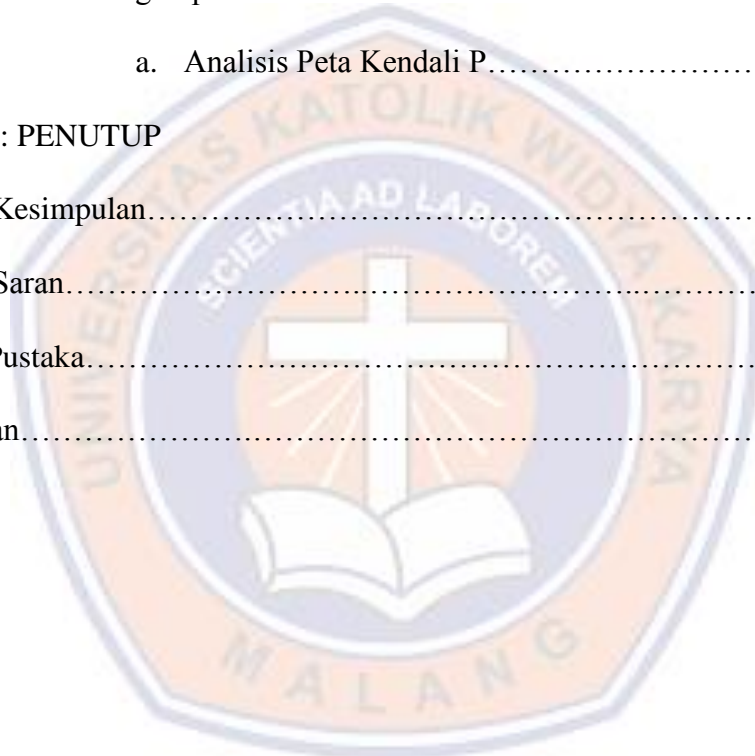 a. Analisis Peta Kendali P……………………
: PENUTUP
Kesimpulan……………………………………………………
Saran………………………..……………………….…………
Pustaka…………………………………………………………
an………………….……………………………………………
UNIVERSITAS KATOLIK WIDYA KARYA
SCIENTIA AD LABOREM
MALANG